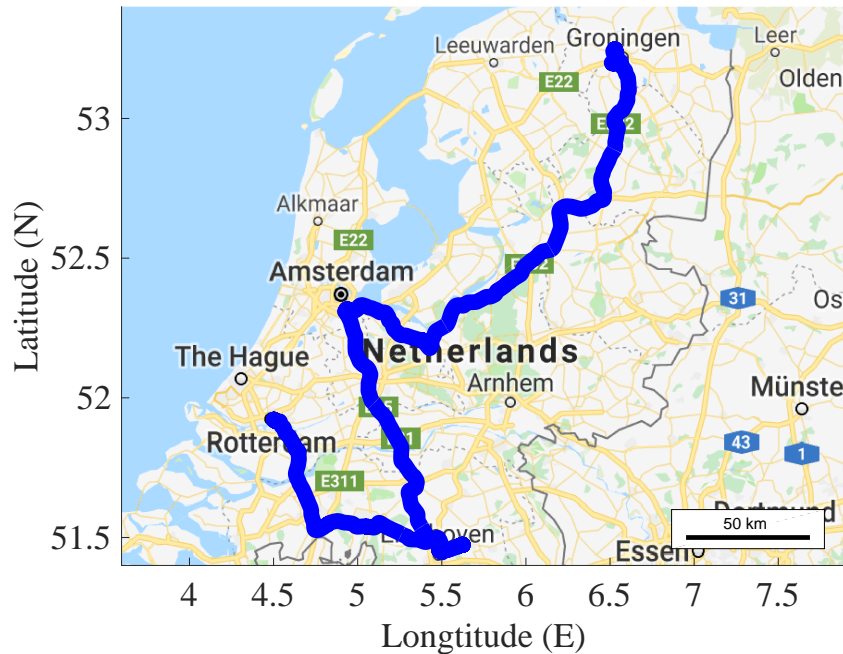 Groningen
Leeuwarden
Leer
E22
Olden
53
Alkmaar
E22
52.5
Amsterdam
31
Os
Netherlands
The Hague
Arnhem
52
Münste
Rotterdam
43
1
E311
50 km
51.5
Essen
4
4.5
5
5.5
6
6.5
7
7.5
Longtitude (E)
Latitude (N)